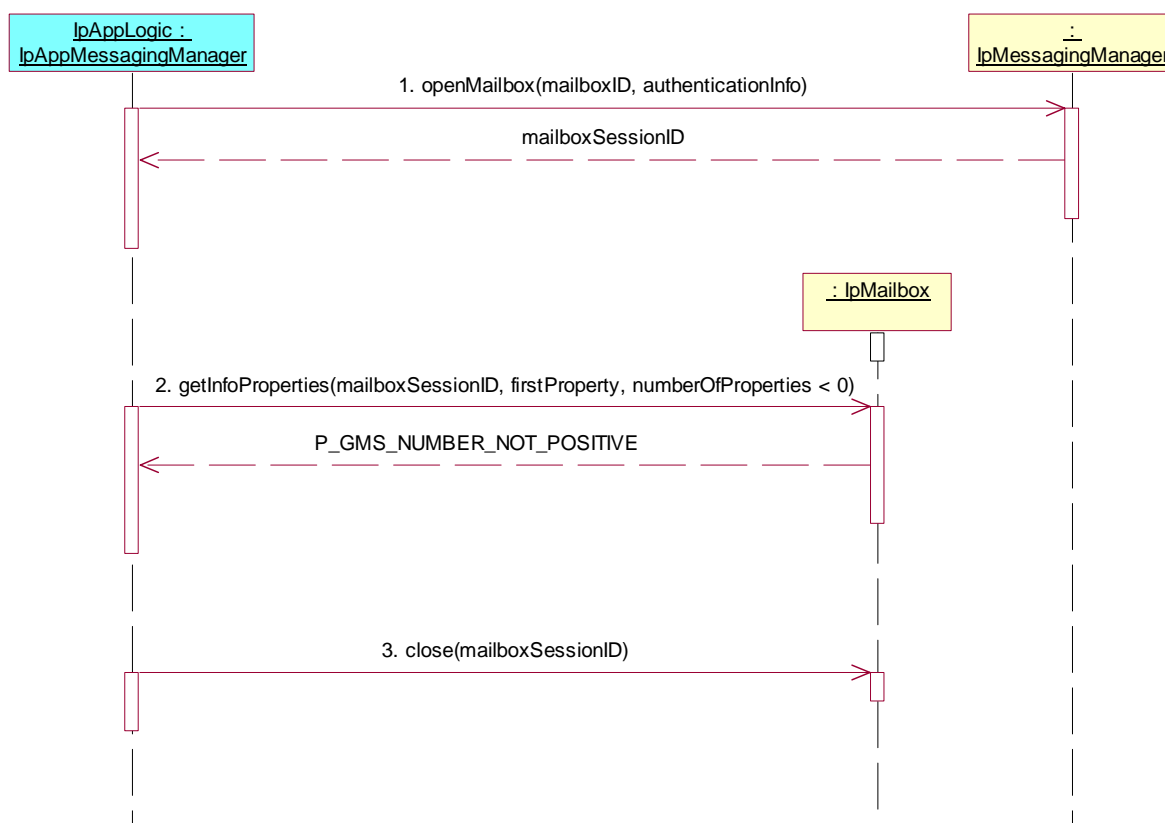 IpAppLogic :
IpAppMessagingManager
:
IpMessagingManager
1. openMailbox(mailboxID, authenticationInfo)
mailboxSessionID
: IpMailbox
2. getInfoProperties(mailboxSessionID, firstProperty, numberOfProperties < 0)
P_GMS_NUMBER_NOT_POSITIVE
3. close(mailboxSessionID)